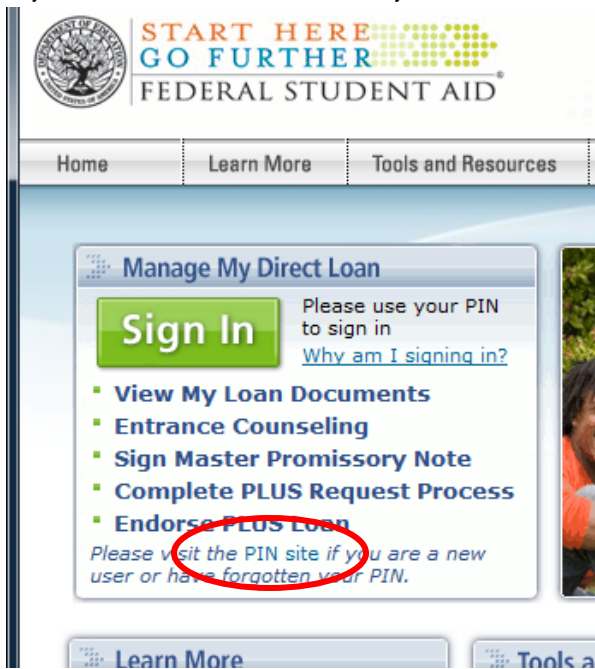 START HERE
GO FURTHER
FEDERAL STUDENT AID®
Home
Learn More
Tools and Resources
Manage My Direct Loan
Sign In
Please use your PIN
to sign in
Why am I signing in?
View My Loan Documents
Entrance Counseling
Sign Master Promissory Note
Complete PLUS Request Process
Endorse PLUS Loan
Please visit the PIN site if you are a new
user or have forgotten your PIN.
Learn More
Tools a